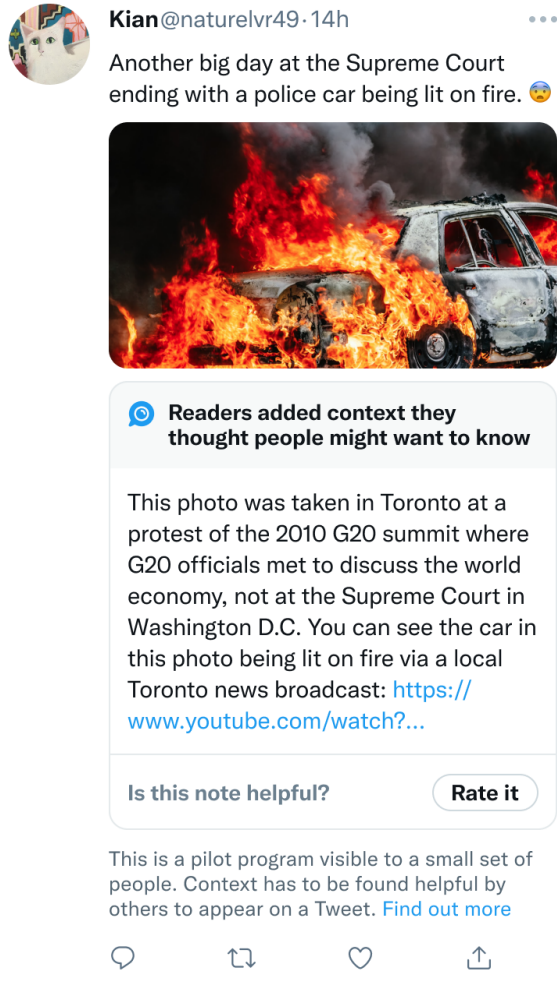 Kian @naturelvr49 · 14h
Another big day at the Supreme Court
ending with a police car being lit on fire. 😨
Readers added context they
thought people might want to know
This photo was taken in Toronto at a
protest of the 2010 G20 summit where
G20 officials met to discuss the world
economy, not at the Supreme Court in
Washington D.C. You can see the car in
this photo being lit on fire via a local
Toronto news broadcast: https://
www.youtube.com/watch?...
Is this note helpful?
Rate it
This is a pilot program visible to a small set of
people. Context has to be found helpful by
others to appear on a Tweet. Find out more